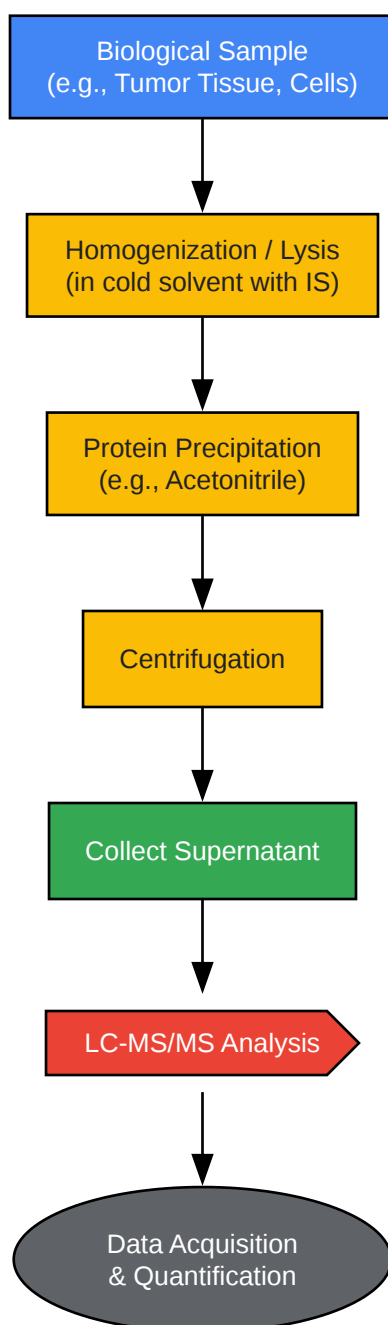 Biological Sample
(e.g., Tumor Tissue, Cells)
Homogenization / Lysis
(in cold solvent with IS)
Protein Precipitation
(e.g., Acetonitrile)
Centrifugation
Collect Supernatant
LC-MS/MS Analysis
Data Acquisition
& Quantification